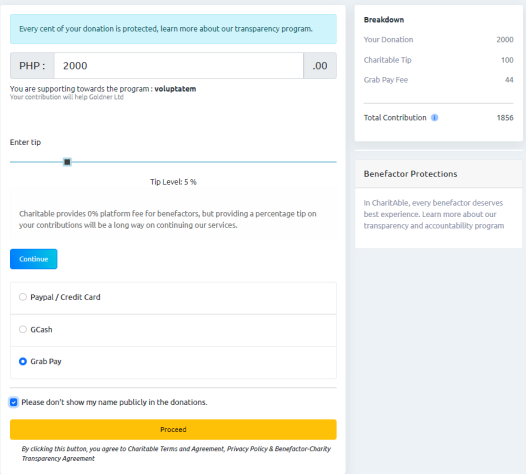 Every cent of your donation is protected, learn more about our transparency program.
PHP : 2000 .00
You are supporting towards the program : voluptatem
Your contribution will help Goldner Ltd
Enter tip
Tip Level: 5 %
Charitable provides 0% platform fee for benefactors, but providing a percentage tip on
your contributions will be a long way on continuing our services.
Continue
Paypal / Credit Card
GCash
Grab Pay
Please don't show my name publicly in the donations.
Proceed
By clicking this button, you agree to Charitable Terms and Agreement, Privacy Policy & Benefactor-Charity
Transparency Agreement
Breakdown
Your Donation 2000
Charitable Tip 100
Grab Pay Fee 44
Total Contribution 1856
Benefactor Protections
In CharitAble, every benefactor deserves
best experience. Learn more about our
transparency and accountability program